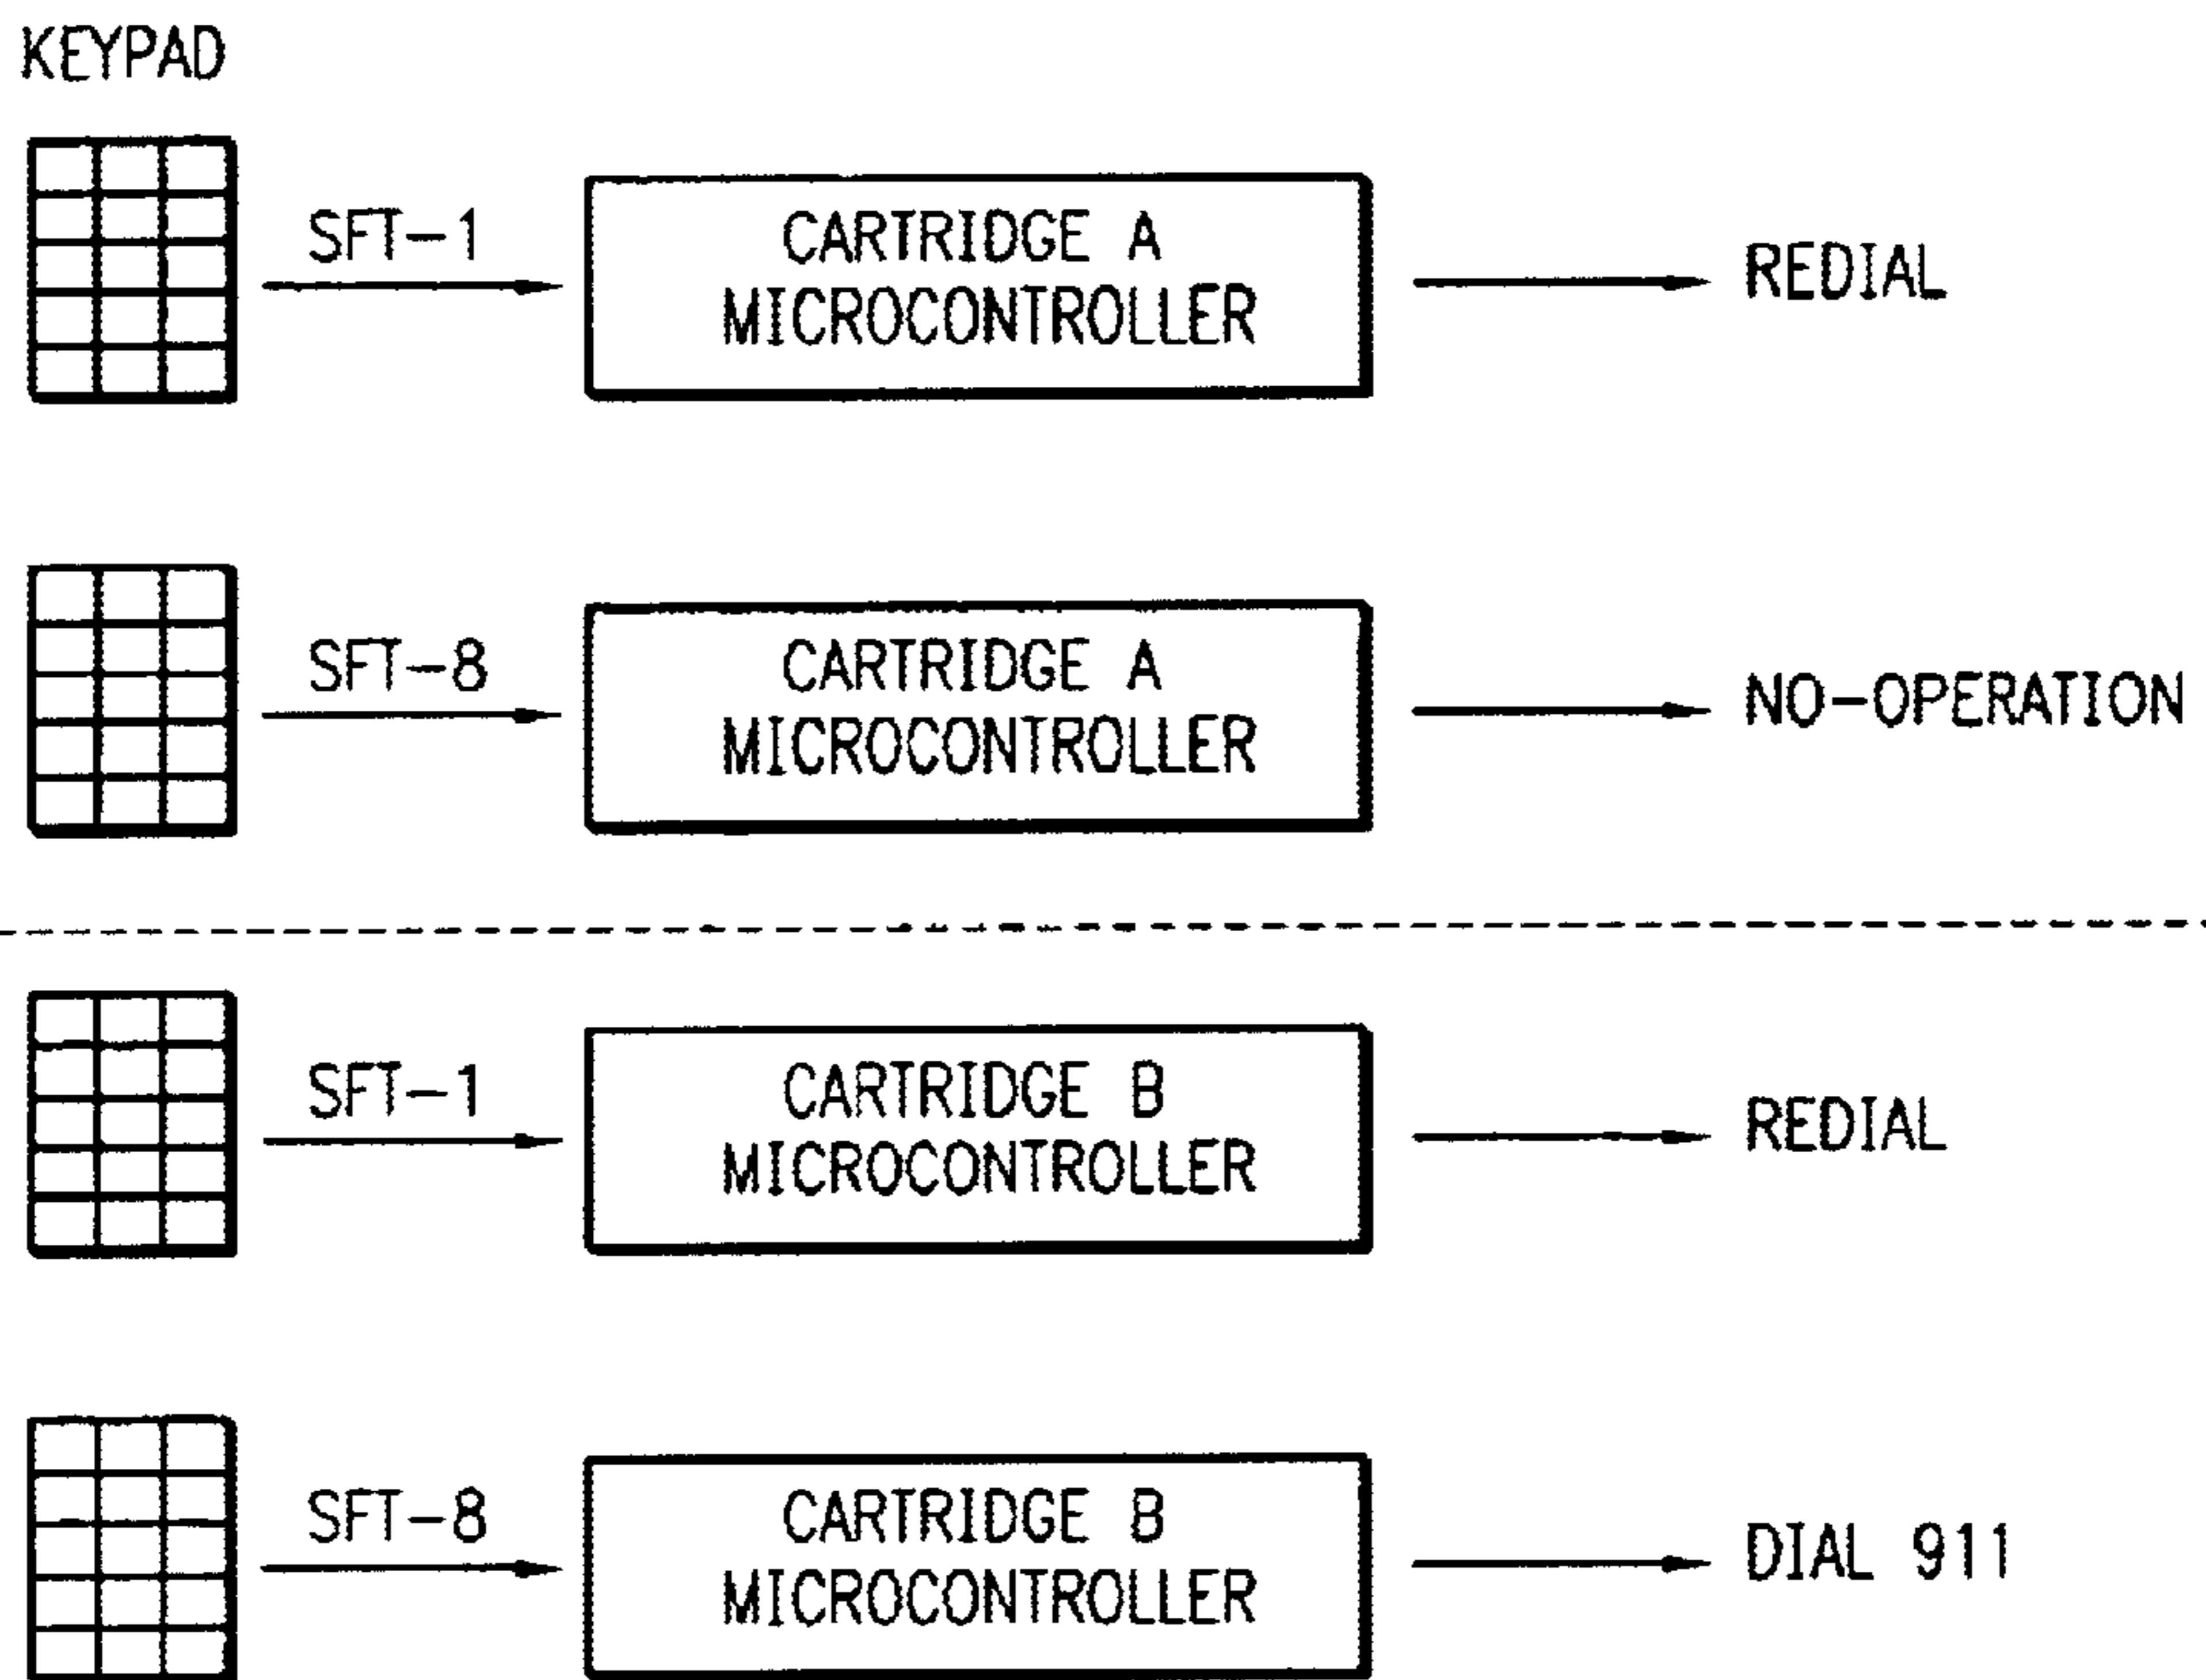 KEYPAD
SFT-1
CARTRIDGE A
MICROCONTROLLER
REDIAL
SFT-8
CARTRIDGE A
MICROCONTROLLER
NO-OPERATION
SFT-1
CARTRIDGE B
MICROCONTROLLER
REDIAL
SFT-8
CARTRIDGE B
MICROCONTROLLER
DIAL 911